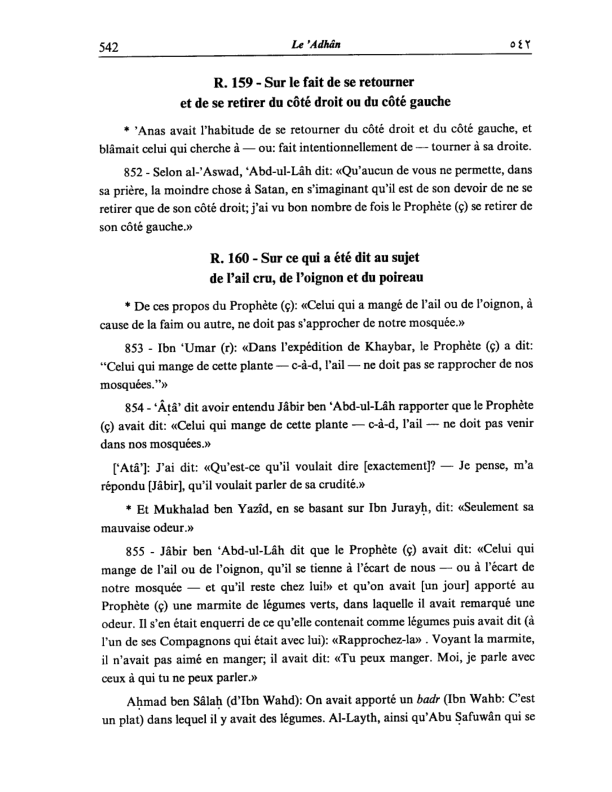 542 Le 'Adhân ٥٤٢
R. 159 - Sur le fait de se retourner
et de se retirer du côté droit ou du côté gauche
* 'Anas avait l'habitude de se retourner du côté droit et du côté gauche, et
blâmait celui qui cherche à — ou: fait intentionnellement de — tourner à sa droite.
852 - Selon al-'Aswad, ‘Abd-ul-Lâh dit: «Qu'aucun de vous ne permette, dans
sa prière, la moindre chose à Satan, en s'imaginant qu'il est de son devoir de ne se
retirer que de son côté droit; j'ai vu bon nombre de fois le Prophète (ç) se retirer de
son côté gauche.»
R. 160 - Sur ce qui a été dit au sujet
de l'ail cru, de l'oignon et du poireau
* De ces propos du Prophète (ç): «Celui qui a mangé de l'ail ou de l'oignon, à
cause de la faim ou autre, ne doit pas s'approcher de notre mosquée.»
853 - Ibn ‘Umar (r): «Dans l'expédition de Khaybar, le Prophète (ç) a dit:
“Celui qui mange de cette plante — c-à-d, l'ail — ne doit pas se rapprocher de nos
mosquées.”»
854 - ‘Âṭâ’ dit avoir entendu Jâbir ben ‘Abd-ul-Lâh rapporter que le Prophète
(ç) avait dit: «Celui qui mange de cette plante — c-à-d, l'ail — ne doit pas venir
dans nos mosquées.»
[‘Atâ’]: J'ai dit: «Qu'est-ce qu'il voulait dire [exactement]? — Je pense, m'a
répondu [Jâbir], qu'il voulait parler de sa crudité.»
* Et Mukhalad ben Yazîd, en se basant sur Ibn Jurayḥ, dit: «Seulement sa
mauvaise odeur.»
855 - Jâbir ben ‘Abd-ul-Lâh dit que le Prophète (ç) avait dit: «Celui qui
mange de l'ail ou de l'oignon, qu'il se tienne à l'écart de nous — ou à l'écart de
notre mosquée — et qu'il reste chez lui!» et qu'on avait [un jour] apporté au
Prophète (ç) une marmite de légumes verts, dans laquelle il avait remarqué une
odeur. Il s'en était enquerri de ce qu'elle contenait comme légumes puis avait dit (à
l'un de ses Compagnons qui était avec lui): «Rapprochez-la» . Voyant la marmite,
il n'avait pas aimé en manger; il avait dit: «Tu peux manger. Moi, je parle avec
ceux à qui tu ne peux parler.»
Aḥmad ben Sâlaḥ (d'Ibn Wahd): On avait apporté un badr (Ibn Wahb: C'est
un plat) dans lequel il y avait des légumes. Al-Layth, ainsi qu'Abu Ṣafuwân qui se